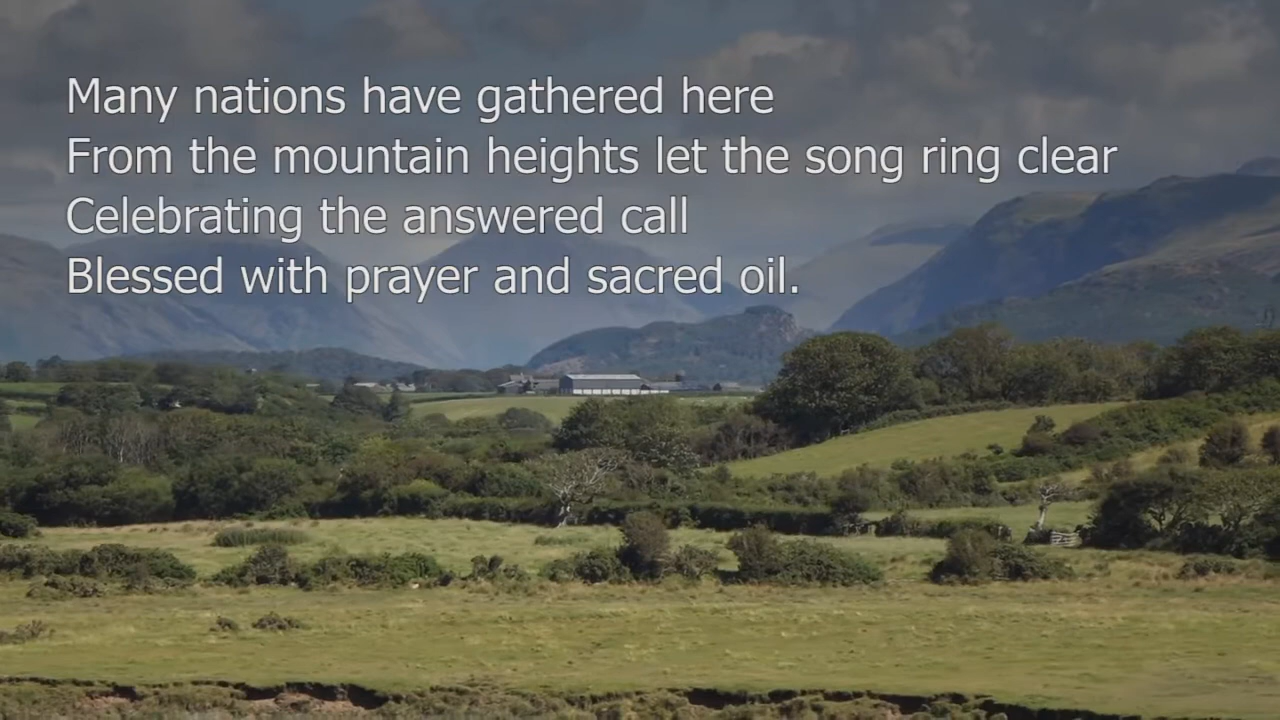 Many nations have gathered here
From the mountain heights let the song ring clear
Celebrating the answered call
Blessed with prayer and sacred oil.